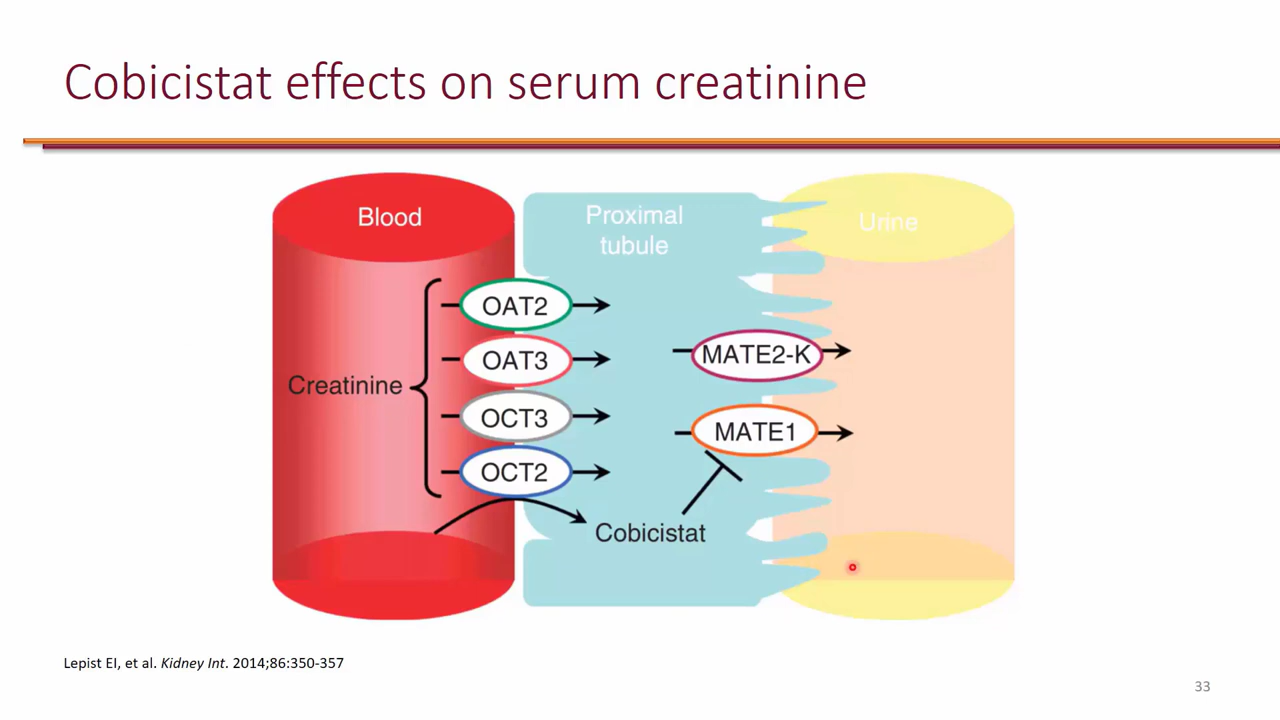 Cobicistat effects on serum creatinine
Blood
Proximal
tubule
Urine
Creatinine
OAT2
OAT3
OCT3
OCT2
MATE2-K
MATE1
Cobicistat
Lepist EI, et al. Kidney Int. 2014;86:350-357
33